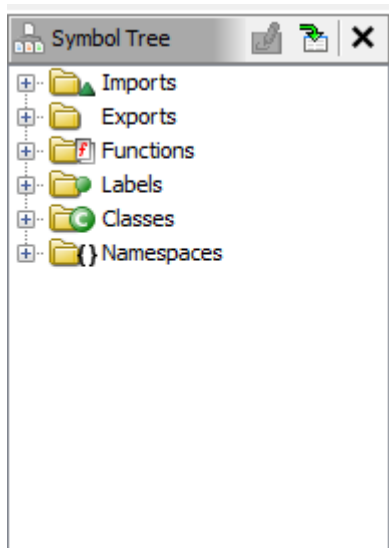 Symbol Tree
Imports
Exports
f Functions
Labels
C Classes
{} Namespaces